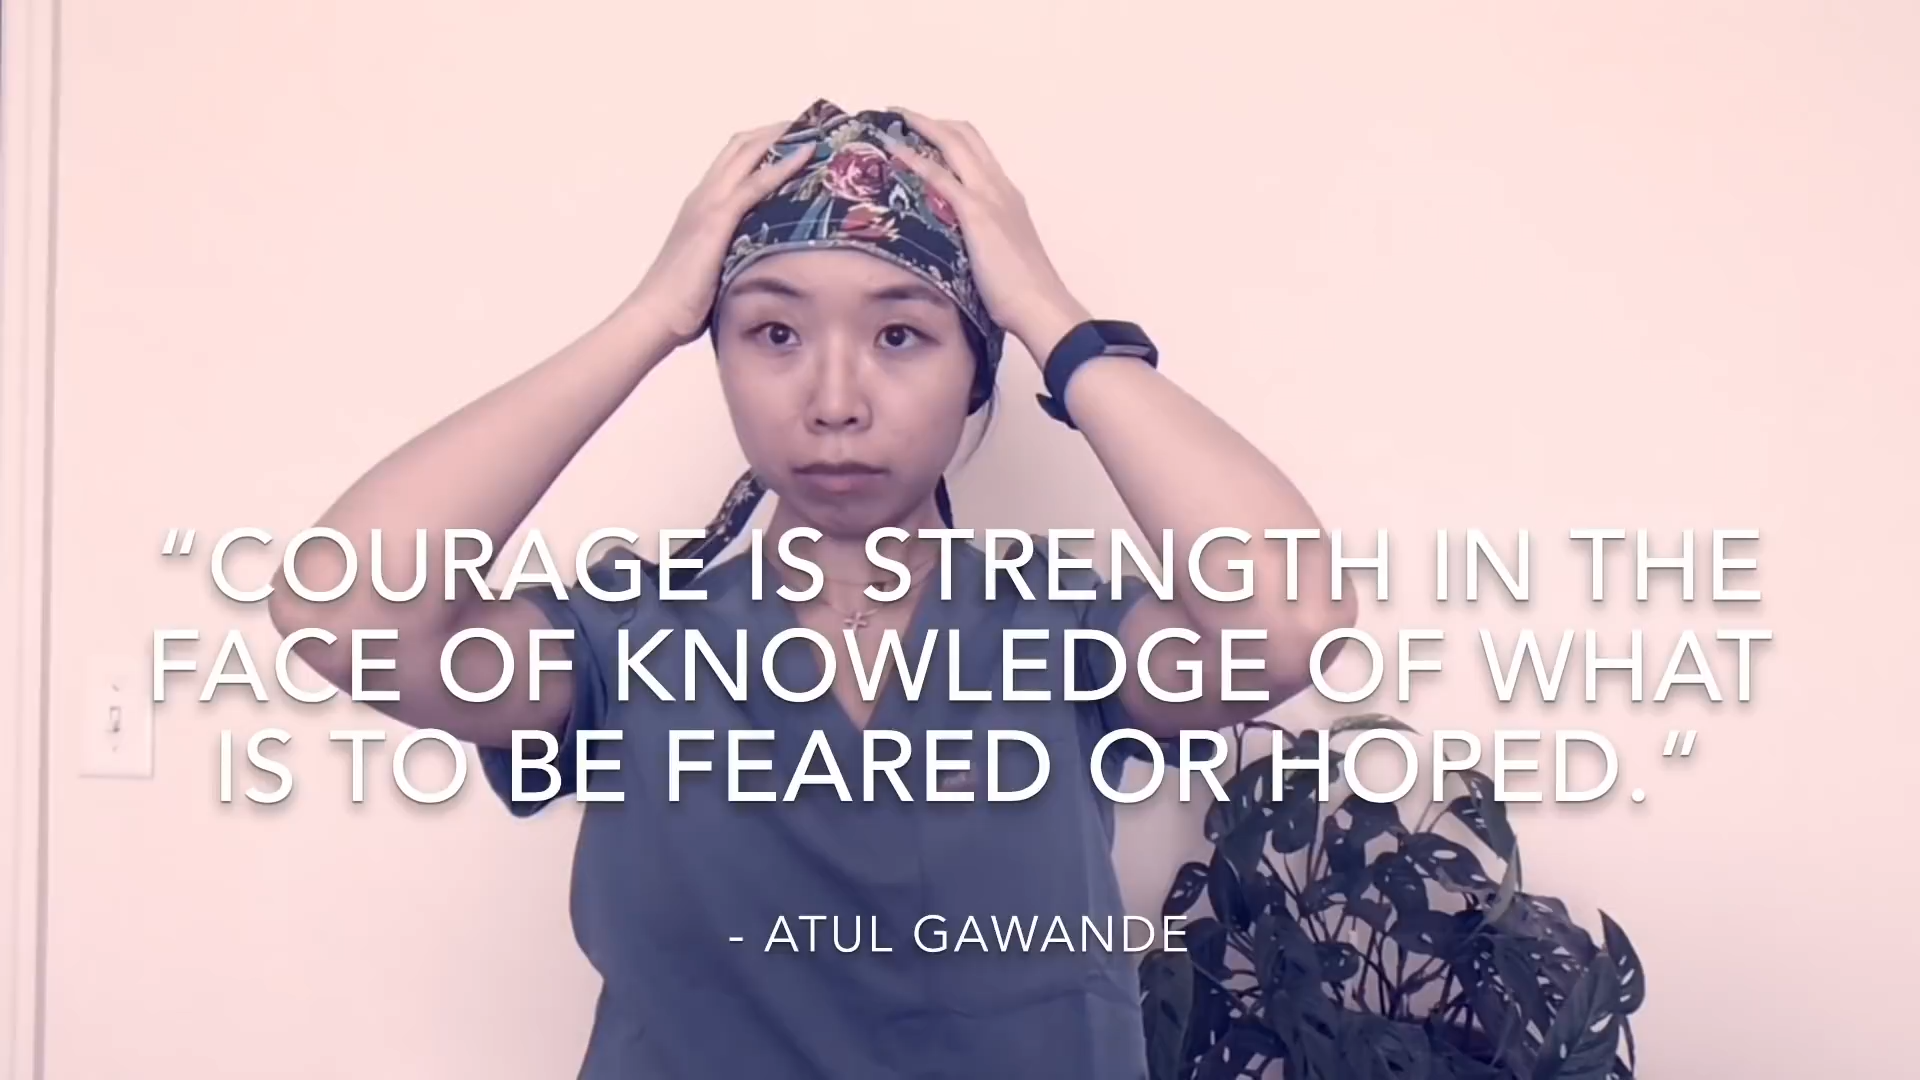 “COURAGE IS STRENGTH IN THE
FACE OF KNOWLEDGE OF WHAT
IS TO BE FEARED OR HOPED.”
- ATUL GAWANDE